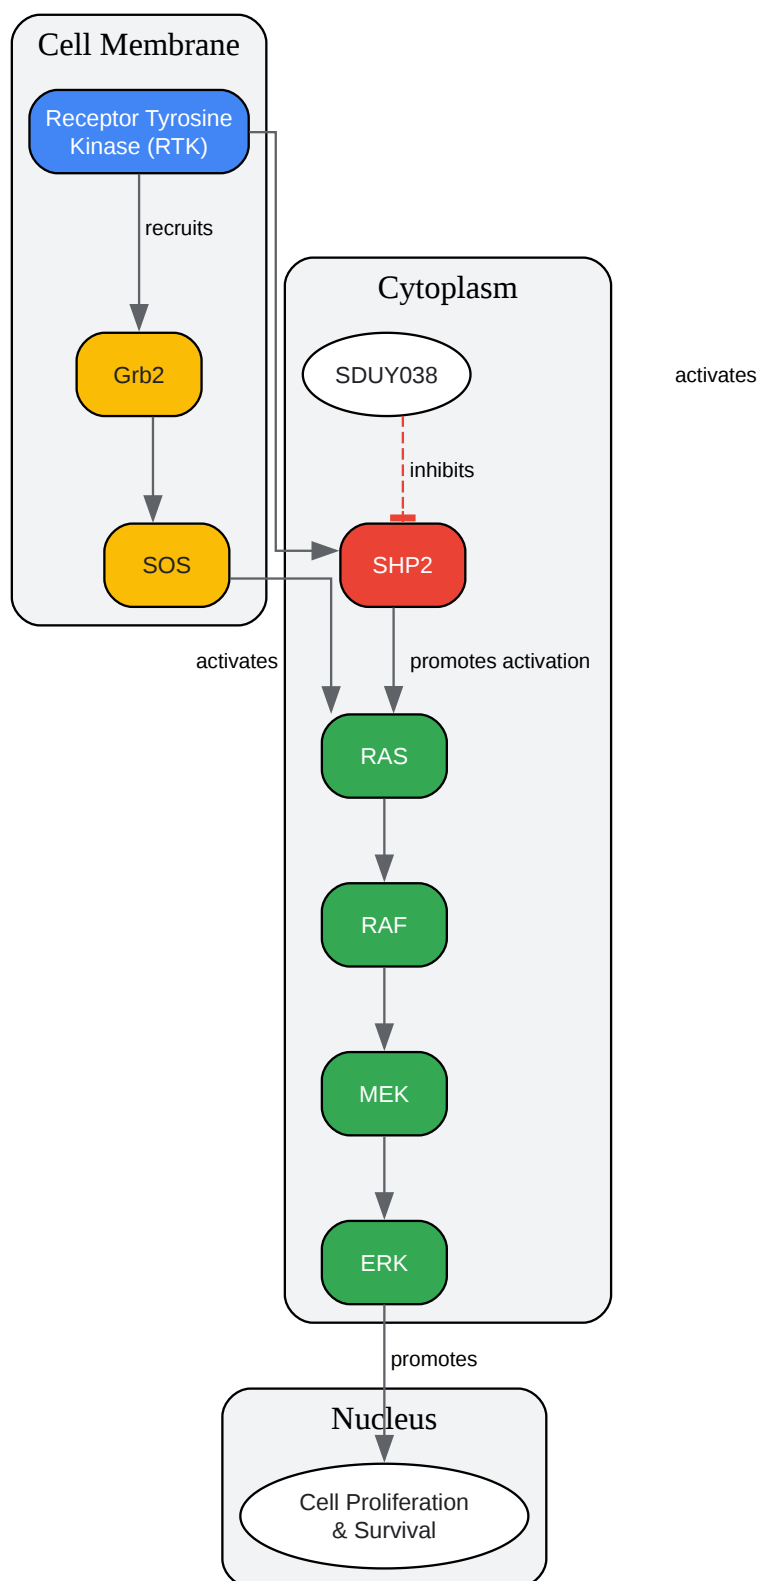 Cell Membrane
Receptor Tyrosine
Kinase (RTK)
recruits
Cytoplasm
Grb2
SDUY038
activates
inhibits
SOS
SHP2
activates
promotes activation
RAS
RAF
MEK
ERK
promotes
Nucleus
Cell Proliferation
& Survival